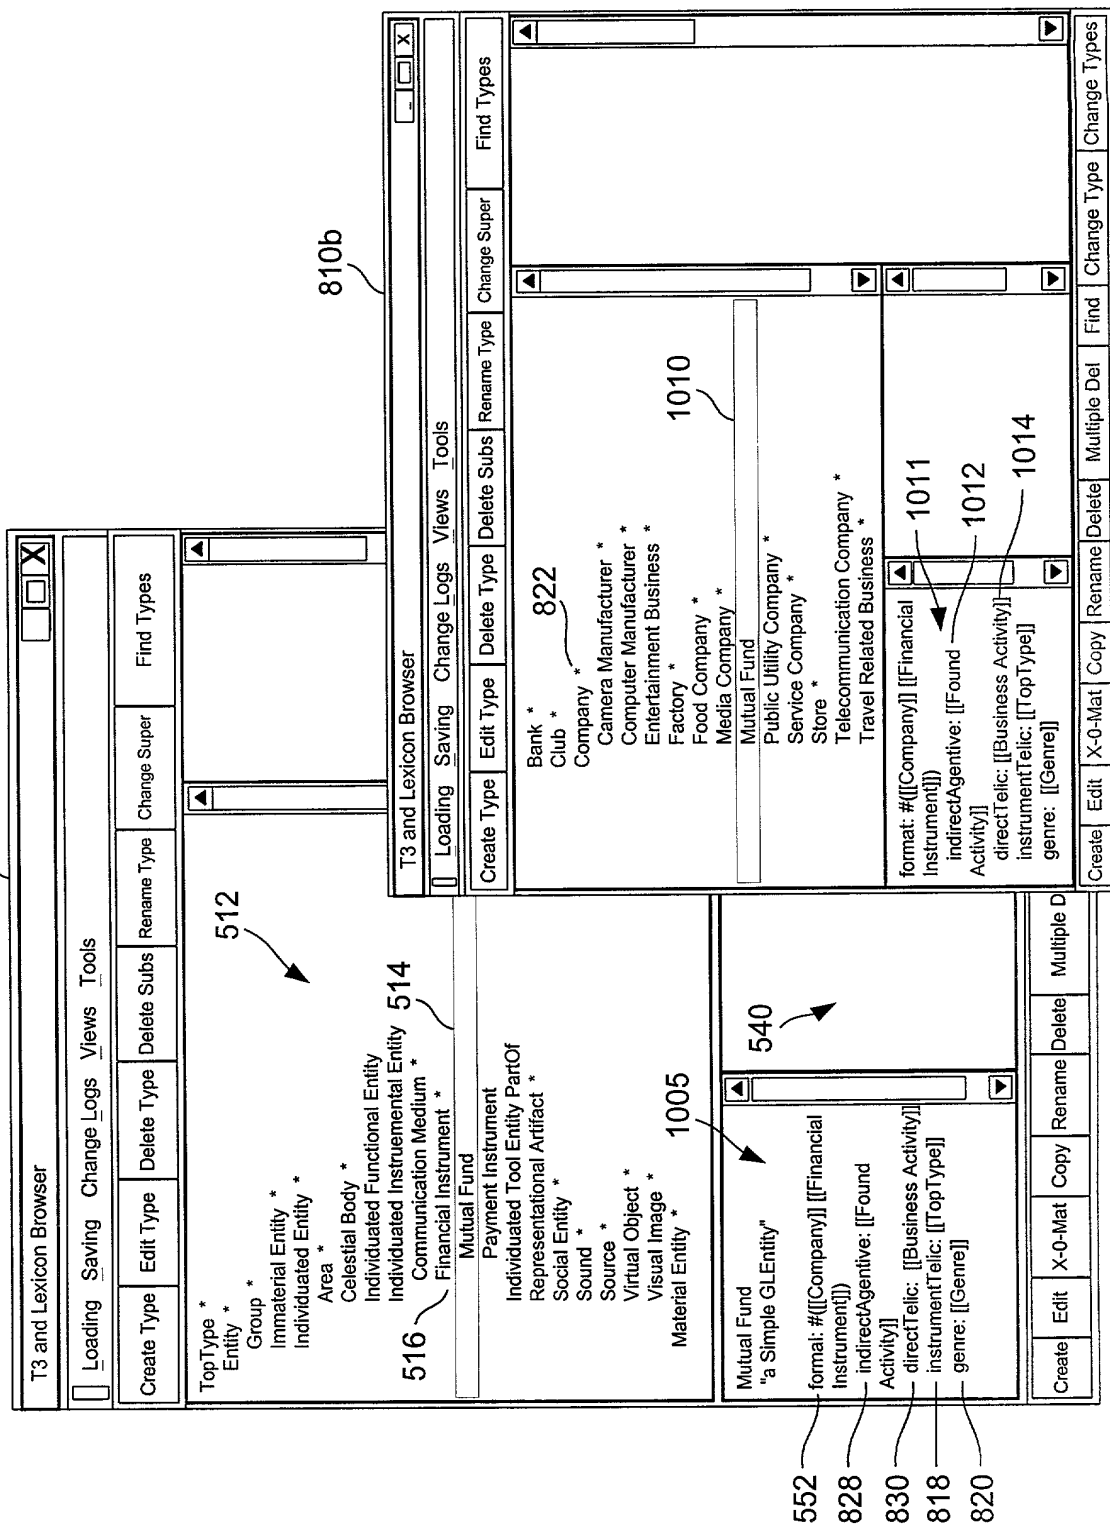 T3 and Lexicon Browser
X
Loading Saving Change Logs Views Tools
Create Type Edit Type Delete Type Delete Subs Rename Type Change Super Find Types
TopType *
Entity *
Group *
Immaterial Entity *
Individuated Entity *
Area *
Celestial Body *
Individuated Functional Entity
Individuated Instruemental Entity
Communication Medium *
Financial Instrument *
Mutual Fund
Payment Instrument
Individuated Tool Entity PartOf
Representational Artifact *
Social Entity *
Sound *
Source *
Virtual Object *
Visual Image *
Material Entity *
512
514
516
Mutual Fund
"a Simple GLEntity"
formal: #([[Company]] [[Financial
Instrument]])
indirectAgentive: [[Found
Activity]]
directTelic: [[Business Activity]]
instrumentTelic: [[TopType]]
genre: [[Genre]]
1005
540
552
828
830
818
820
Create Edit X-0-Mat Copy Rename Delete Multiple D
810b
T3 and Lexicon Browser
_ X
Loading Saving Change Logs Views Tools
Create Type Edit Type Delete Type Delete Subs Rename Type Change Super Find Types
Bank *
Club *
Company *
Camera Manufacturer *
Computer Manufacturer *
Entertainment Business *
Factory *
Food Company *
Media Company *
Mutual Fund
Public Utility Company *
Service Company *
Store *
Telecommunication Company *
Travel Related Business *
822
1010
format: #([[Company]] [[Financial
Instrument]])
indirectAgentive: [[Found
Activity]]
directTelic: [[Business Activity]]
instrumentTelic: [[TopType]]
genre: [[Genre]]
1011
1012
1014
Create Edit X-0-Mat Copy Rename Delete Multiple Del Find Change Type Change Types